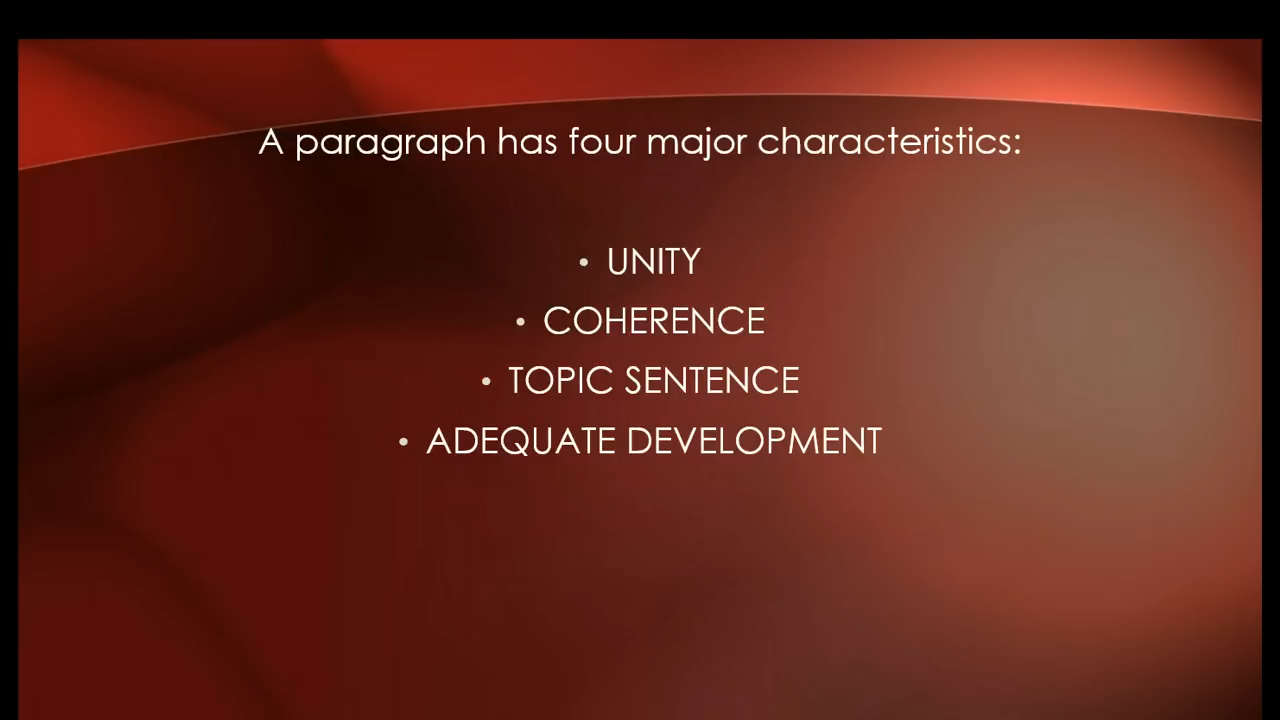 A paragraph has four major characteristics:
• UNITY
• COHERENCE
• TOPIC SENTENCE
• ADEQUATE DEVELOPMENT